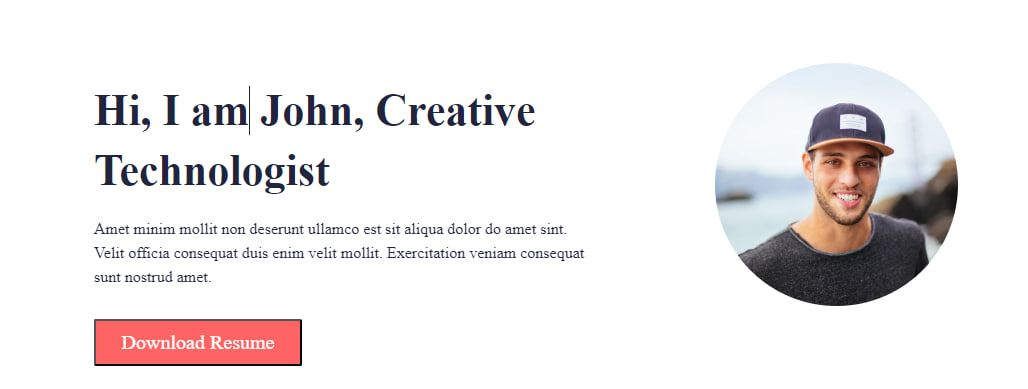 Hi, I am John, Creative
Technologist
Amet minim mollit non deserunt ullamco est sit aliqua dolor do amet sint.
Velit officia consequat duis enim velit mollit. Exercitation veniam consequat
sunt nostrud amet.
Download Resume